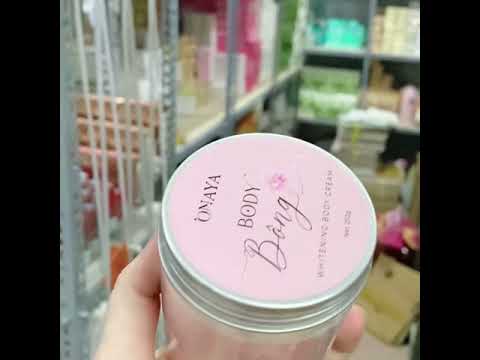 ONAYA
BODY
Bông
WHITENING BODY CREAM